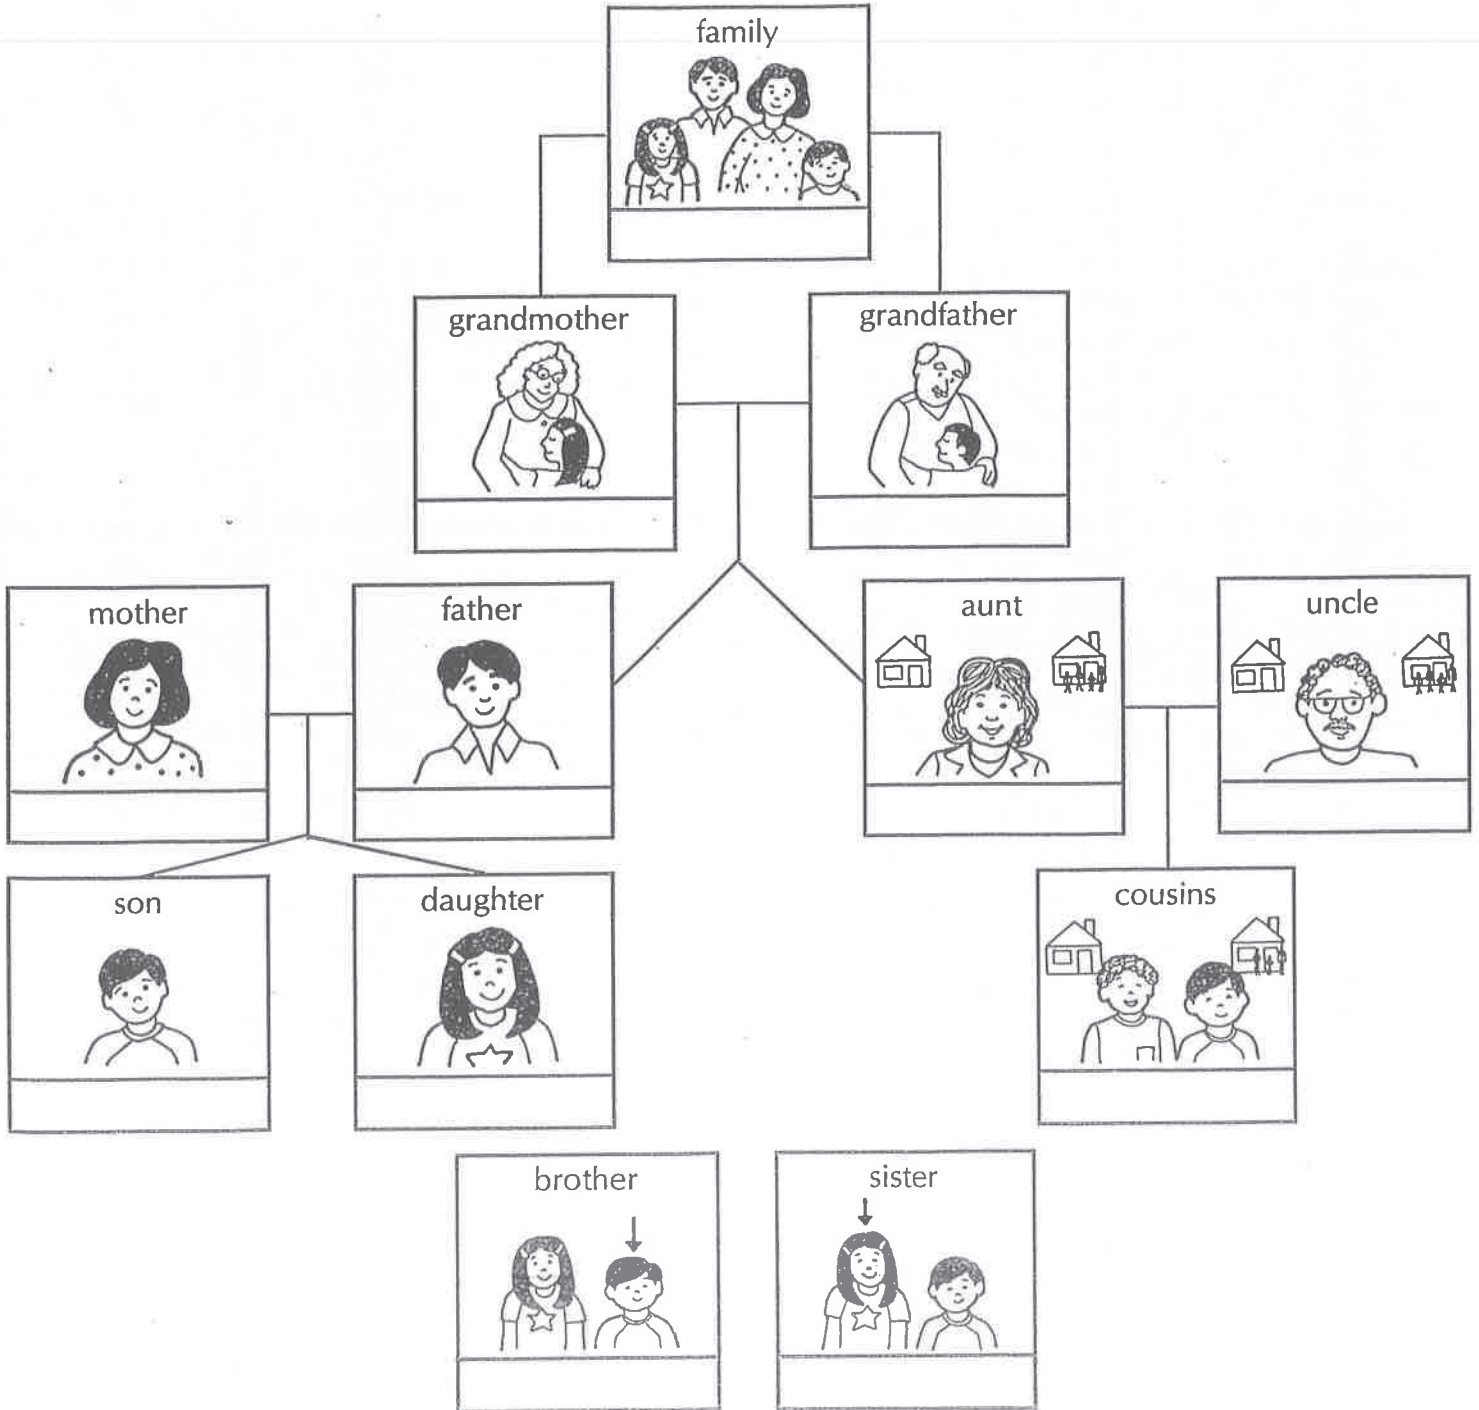 family
grandmother
grandfather
mother
father
aunt
uncle
son
daughter
cousins
brother
sister